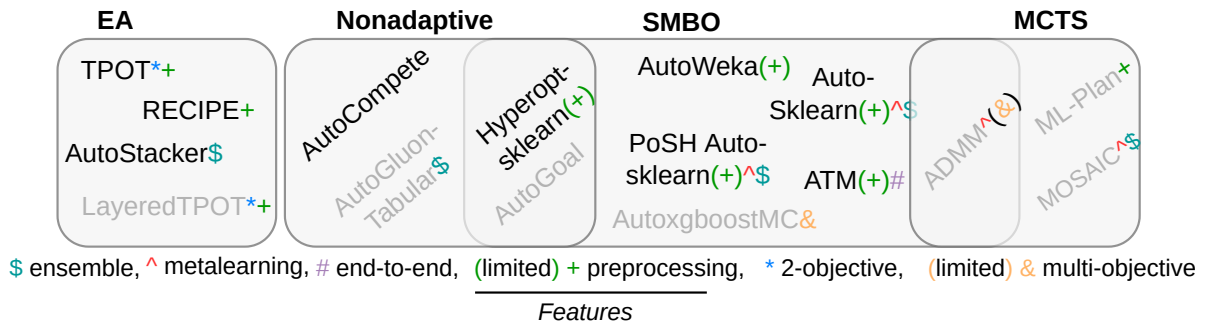 EA
Nonadaptive
SMBO
MCTS
TPOT*+
RECIPE+
AutoStacker$
LayeredTPOT*+
AutoCompete
AutoGluon-
Tabular$
Hyperopt-
sklearn(+)
AutoGoal
AutoWeka(+)
Auto-
Sklearn(+)^$
PoSH Auto-
sklearn(+)^$
ATM(+)#
AutoxgboostMC&
ADMM^(&)
ML-Plan+
MOSAIC^$
$ ensemble, ^ metalearning, # end-to-end, (limited) + preprocessing, * 2-objective, (limited) & multi-objective
Features